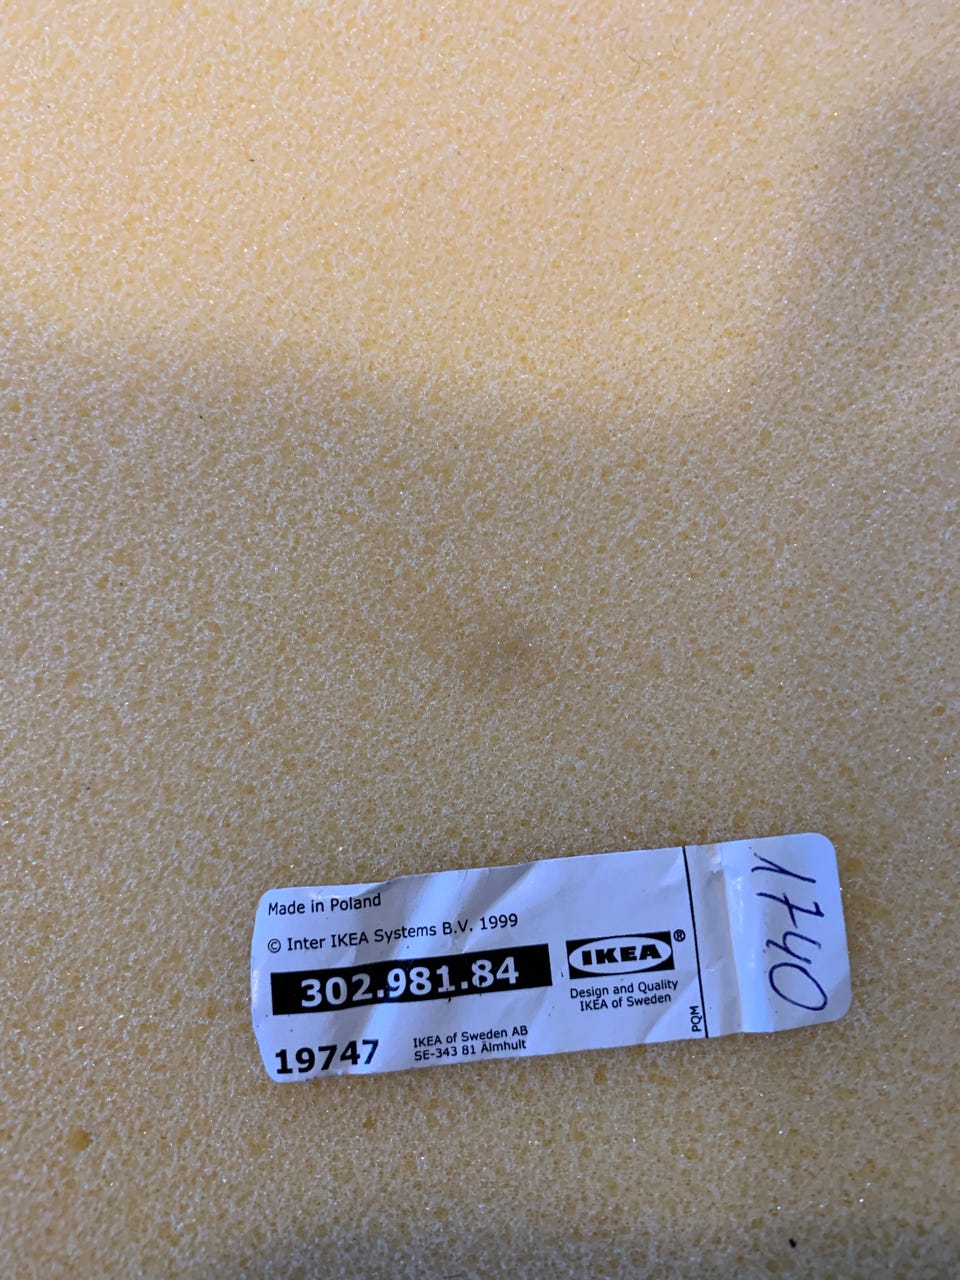 Made in Poland
© Inter IKEA Systems B.V. 1999
302.981.84
19747
IKEA of Sweden AB
SE-343 81 Älmhult
IKEA®
Design and Quality
IKEA of Sweden
PQM
1740